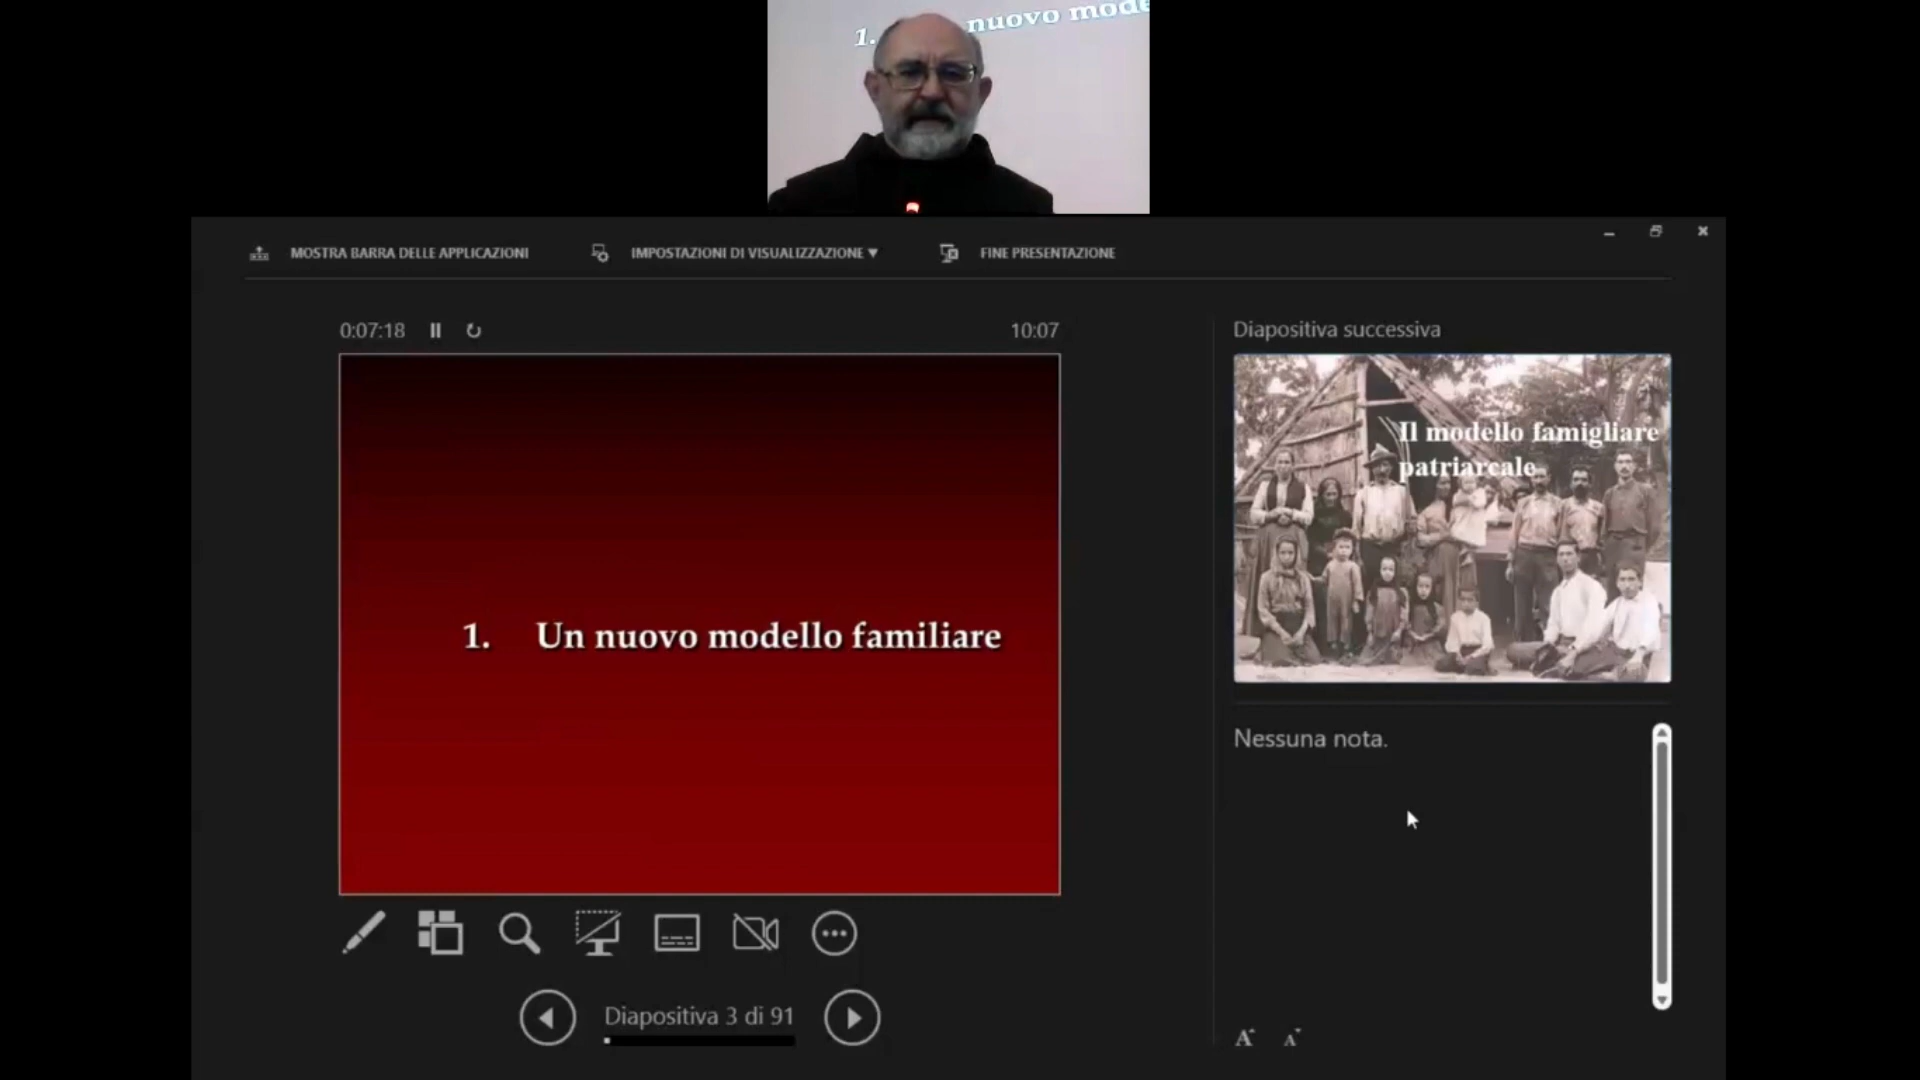 1. nuovo mode
MOSTRA BARRA DELLE APPLICAZIONI
IMPOSTAZIONI DI VISUALIZZAZIONE ▼
FINE PRESENTAZIONE
0:07:18
10:07
1. Un nuovo modello familiare
Diapositiva 3 di 91
Diapositiva successiva
Il modello famigliare
patriarcale
Nessuna nota.
A A